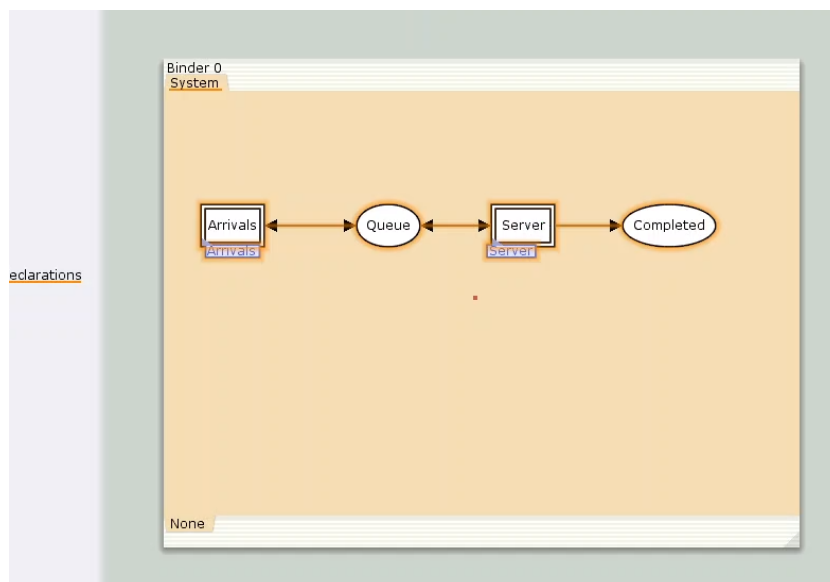 Binder 0
System
Arrivals Queue Server Completed
Arrivals Server
eclarations
None